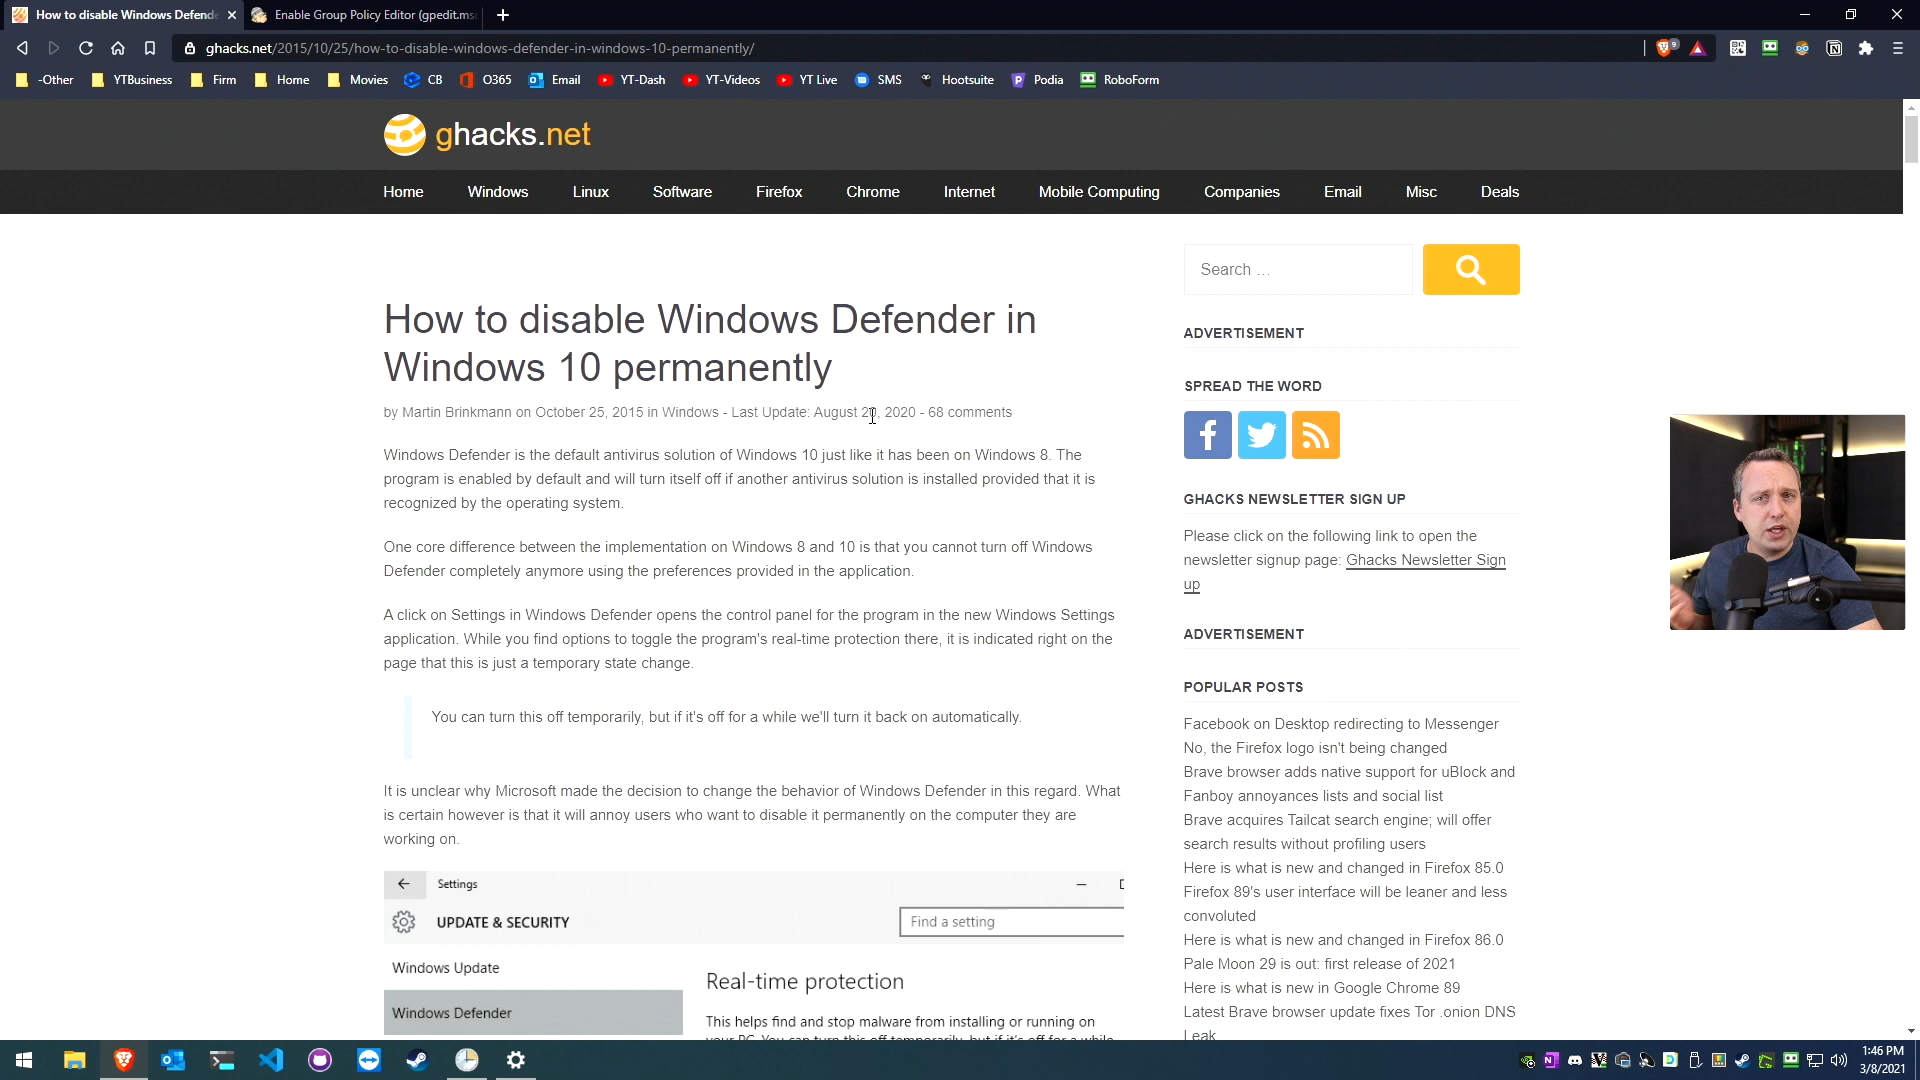 How to disable Windows Defende
Enable Group Policy Editor (gpedit.ms
ghacks.net/2015/10/25/how-to-disable-windows-defender-in-windows-10-permanently/
9
-Other YTBusiness Firm Home Movies CB O365 Email YT-Dash YT-Videos YT Live SMS Hootsuite Podia RoboForm
ghacks.net
Home Windows Linux Software Firefox Chrome Internet Mobile Computing Companies Email Misc Deals
How to disable Windows Defender in
Windows 10 permanently
by Martin Brinkmann on October 25, 2015 in Windows - Last Update: August 20, 2020 - 68 comments
Windows Defender is the default antivirus solution of Windows 10 just like it has been on Windows 8. The
program is enabled by default and will turn itself off if another antivirus solution is installed provided that it is
recognized by the operating system.
One core difference between the implementation on Windows 8 and 10 is that you cannot turn off Windows
Defender completely anymore using the preferences provided in the application.
A click on Settings in Windows Defender opens the control panel for the program in the new Windows Settings
application. While you find options to toggle the program's real-time protection there, it is indicated right on the
page that this is just a temporary state change.
You can turn this off temporarily, but if it's off for a while we'll turn it back on automatically.
It is unclear why Microsoft made the decision to change the behavior of Windows Defender in this regard. What
is certain however is that it will annoy users who want to disable it permanently on the computer they are
working on.
Settings
UPDATE & SECURITY
Find a setting
Windows Update
Windows Defender
Real-time protection
This helps find and stop malware from installing or running on
your PC. You can turn this off temporarily, but if it's off for a while
Search …
ADVERTISEMENT
SPREAD THE WORD
GHACKS NEWSLETTER SIGN UP
Please click on the following link to open the
newsletter signup page: Ghacks Newsletter Sign
up
ADVERTISEMENT
POPULAR POSTS
Facebook on Desktop redirecting to Messenger
No, the Firefox logo isn't being changed
Brave browser adds native support for uBlock and
Fanboy annoyances lists and social list
Brave acquires Tailcat search engine; will offer
search results without profiling users
Here is what is new and changed in Firefox 85.0
Firefox 89's user interface will be leaner and less
convoluted
Here is what is new and changed in Firefox 86.0
Pale Moon 29 is out: first release of 2021
Here is what is new in Google Chrome 89
Latest Brave browser update fixes Tor .onion DNS
Leak
1:46 PM
3/8/2021